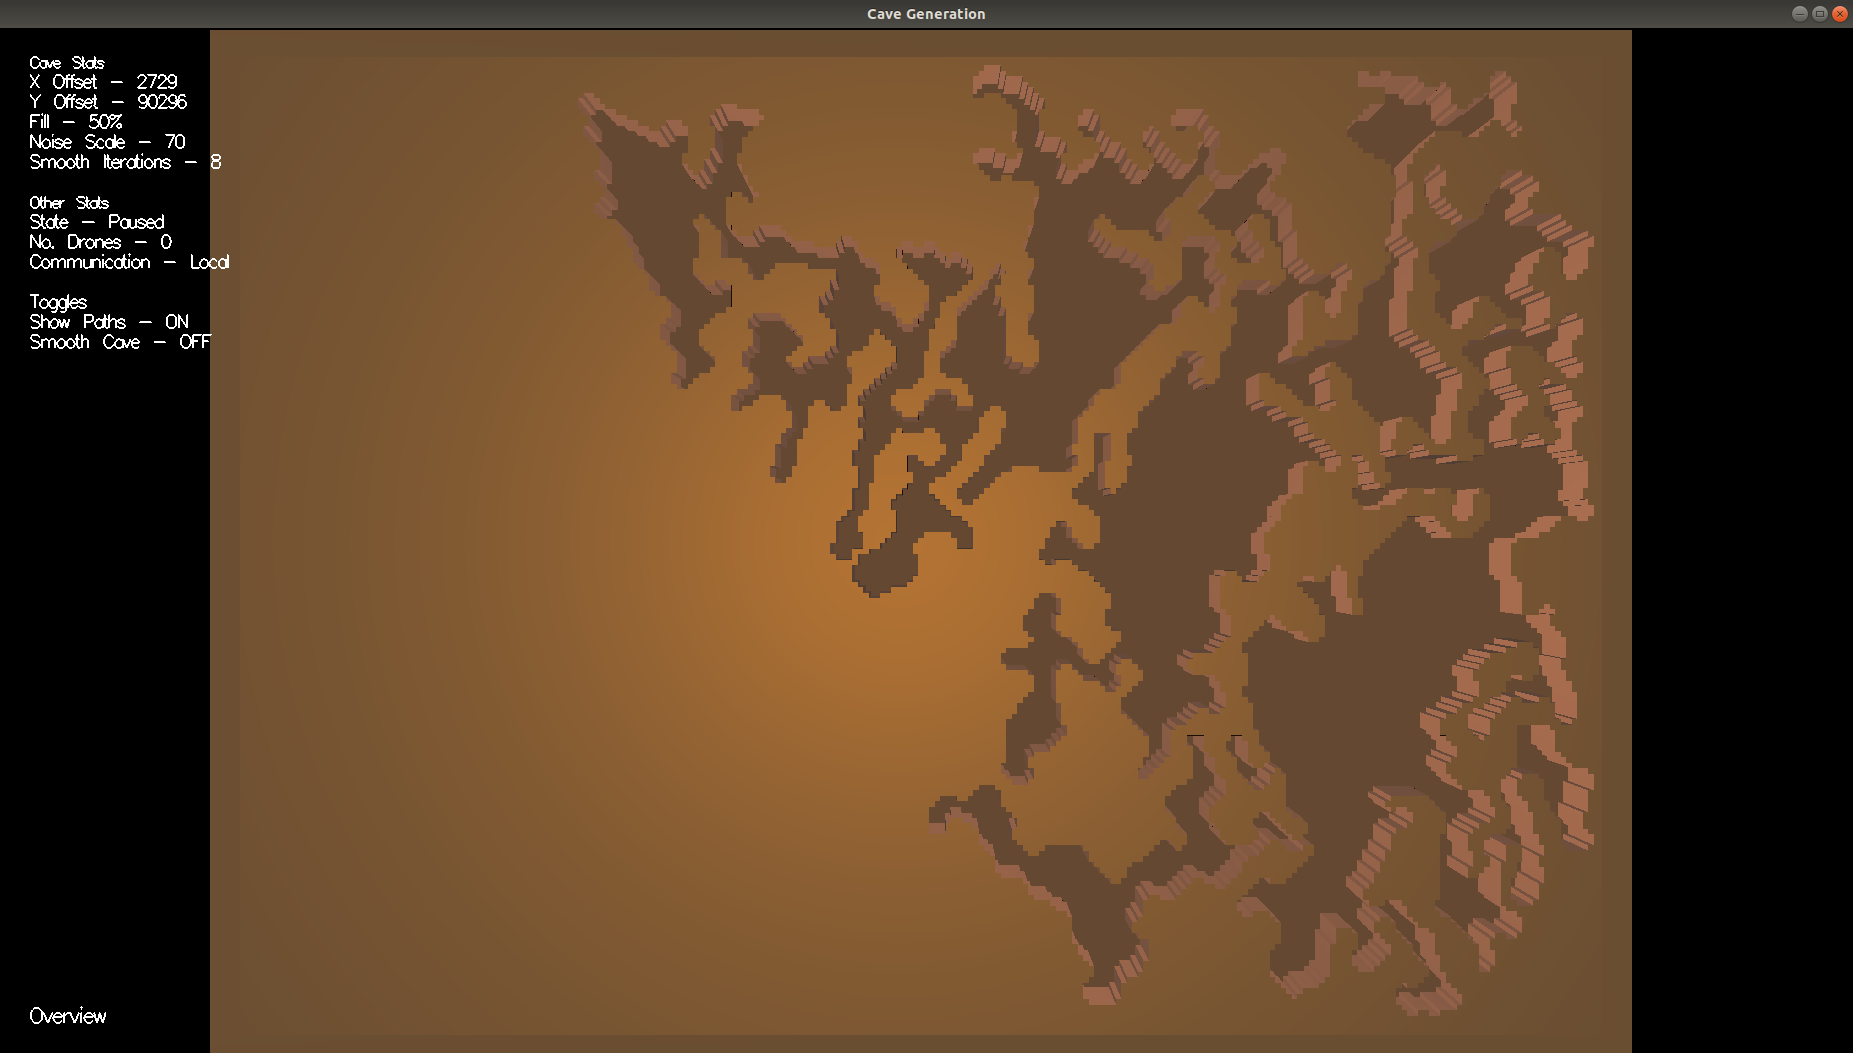 Cave Generation
Cave Stats
X Offset - 2729
Y Offset - 90296
Fill - 50%
Noise Scale - 70
Smooth Iterations - 8
Other Stats
State - Paused
No. Drones - 0
Communication - Local
Toggles
Show Paths - ON
Smooth Cave - OFF
Overview